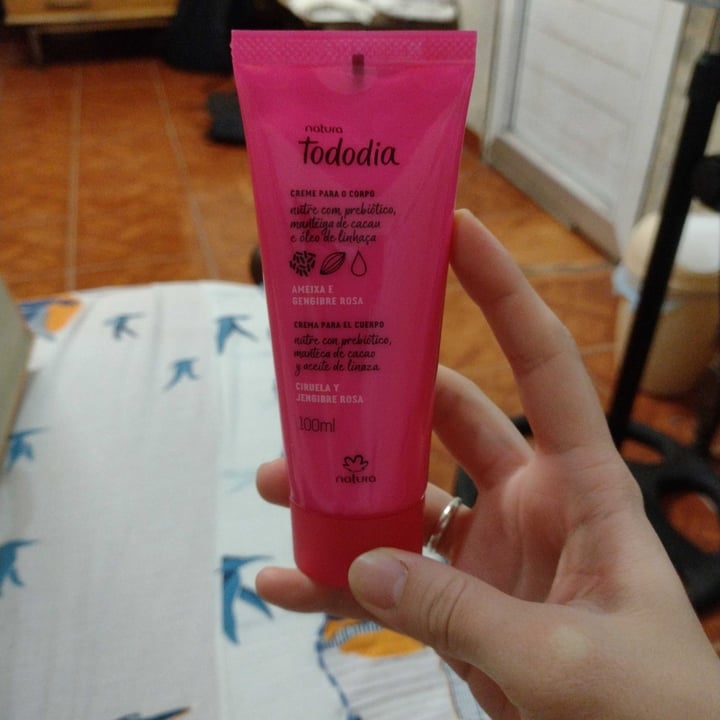 natura
Tododia
CREME PARA O CORPO
nutre com prebiótico,
manteiga de cacau
e óleo de linhaça
AMEIXA E
GENGIBRE ROSA
CREMA PARA EL CUERPO
nutre con prebiótico,
manteca de cacao
y aceite de linaza
CIRUELA Y
JENGIBRE ROSA
100ml
natura